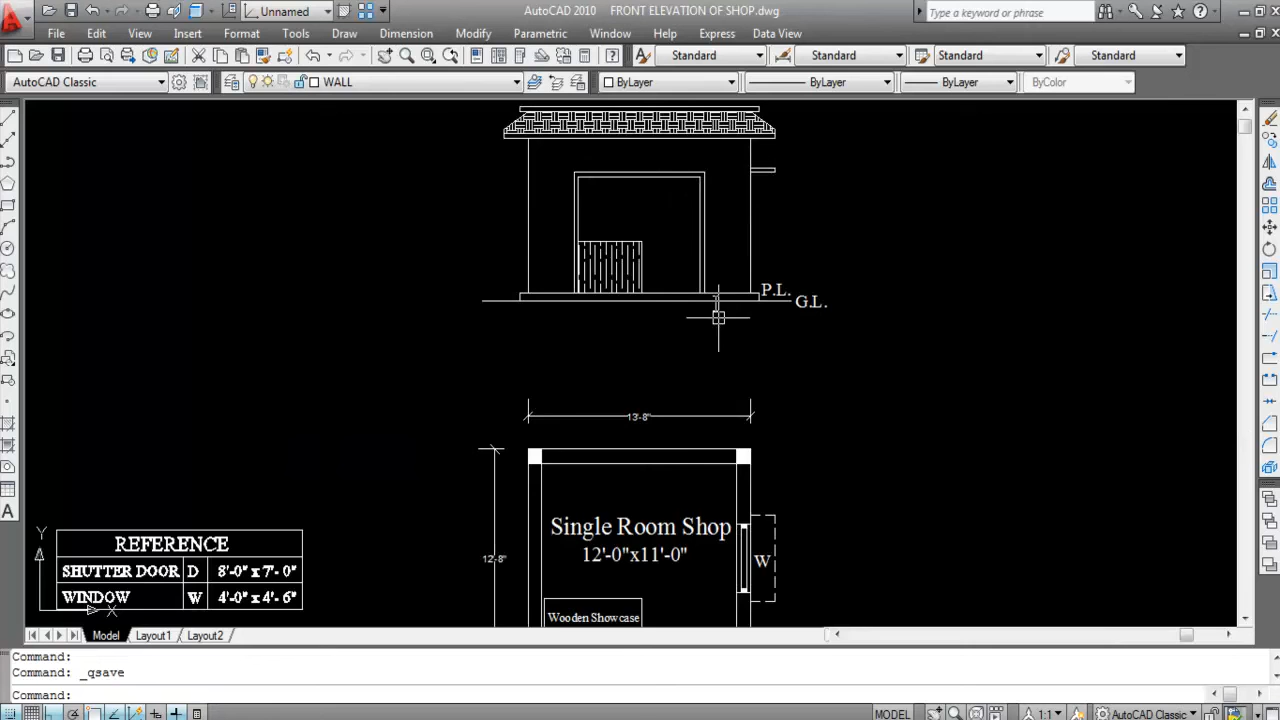 Unnamed
AutoCAD 2010 FRONT ELEVATION OF SHOP.dwg
Type a keyword or phrase
File Edit View Insert Format Tools Draw Dimension Modify Parametric Window Help Express Data View
Standard Standard Standard Standard
AutoCAD Classic WALL ByLayer ByLayer ByLayer ByColor
P.L.
G.L.
13'-8"
Single Room Shop
12'-0"x11'-0"
12'-8"
W
Wooden Showcase
Y
X
REFERENCE
SHUTTER DOOR D 8'-0" x 7'- 0"
WINDOW W 4'-0" x 4'- 6"
Model Layout1 Layout2
Command:
Command: _qsave
Command:
MODEL 1:1 AutoCAD Classic